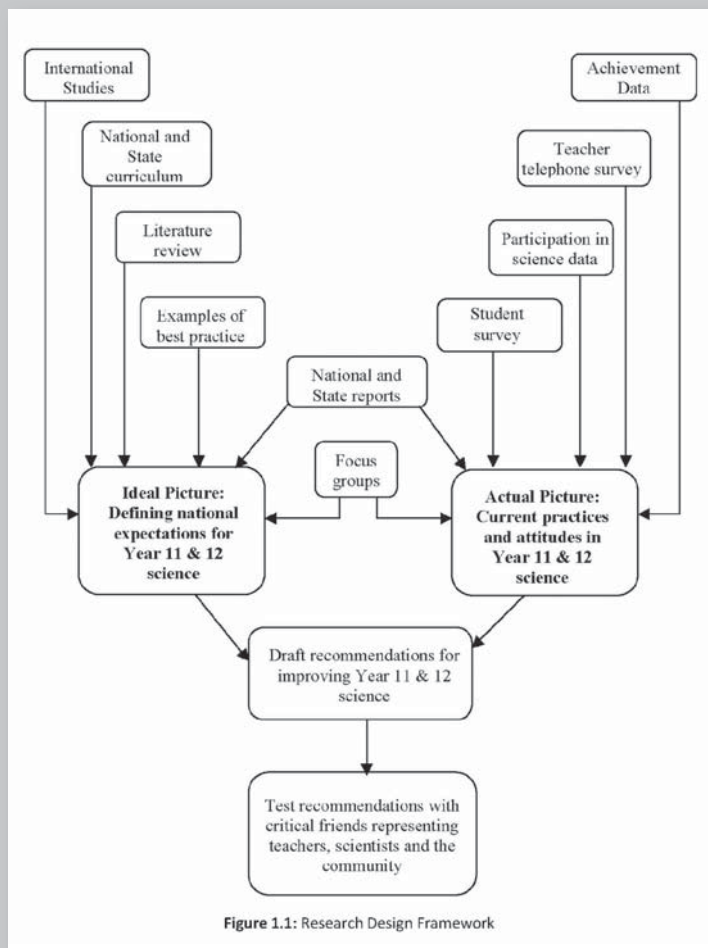 International
Studies
Achievement
Data
National and
State
curriculum
Teacher
telephone survey
Literature
review
Participation in
science data
Examples of
best practice
Student
survey
National and
State reports
Focus
groups
Ideal Picture:
Defining national
expectations for
Year 11 & 12
science
Actual Picture:
Current practices
and attitudes in
Year 11 & 12
science
Draft recommendations for
improving Year 11 & 12
science
Test recommendations with
critical friends representing
teachers, scientists and the
community
Figure 1.1: Research Design Framework